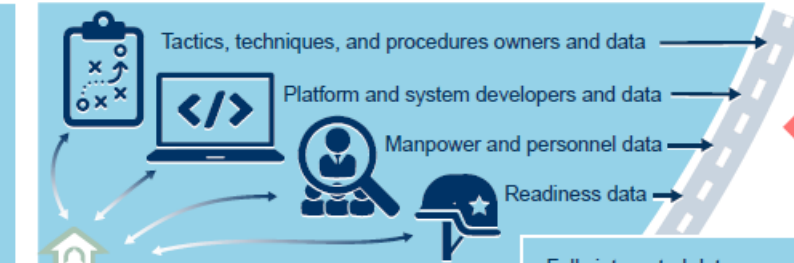 Tactics, techniques, and procedures owners and data
</>
Platform and system developers and data
Manpower and personnel data
Readiness data